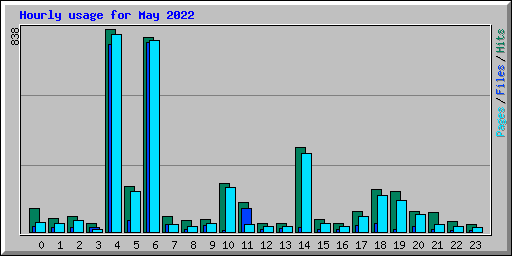 Hourly usage for May 2022
838
Pages/Files/Hits
0 1 2 3 4 5 6 7 8 9 10 11 12 13 14 15 16 17 18 19 20 21 22 23